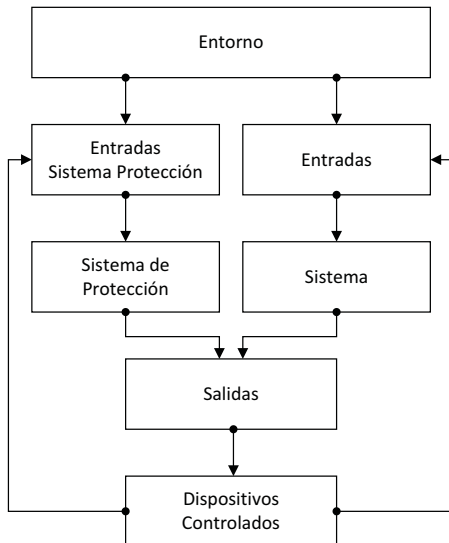 Entorno
Entradas
Sistema Protección
Entradas
Sistema de
Protección
Sistema
Salidas
Dispositivos
Controlados